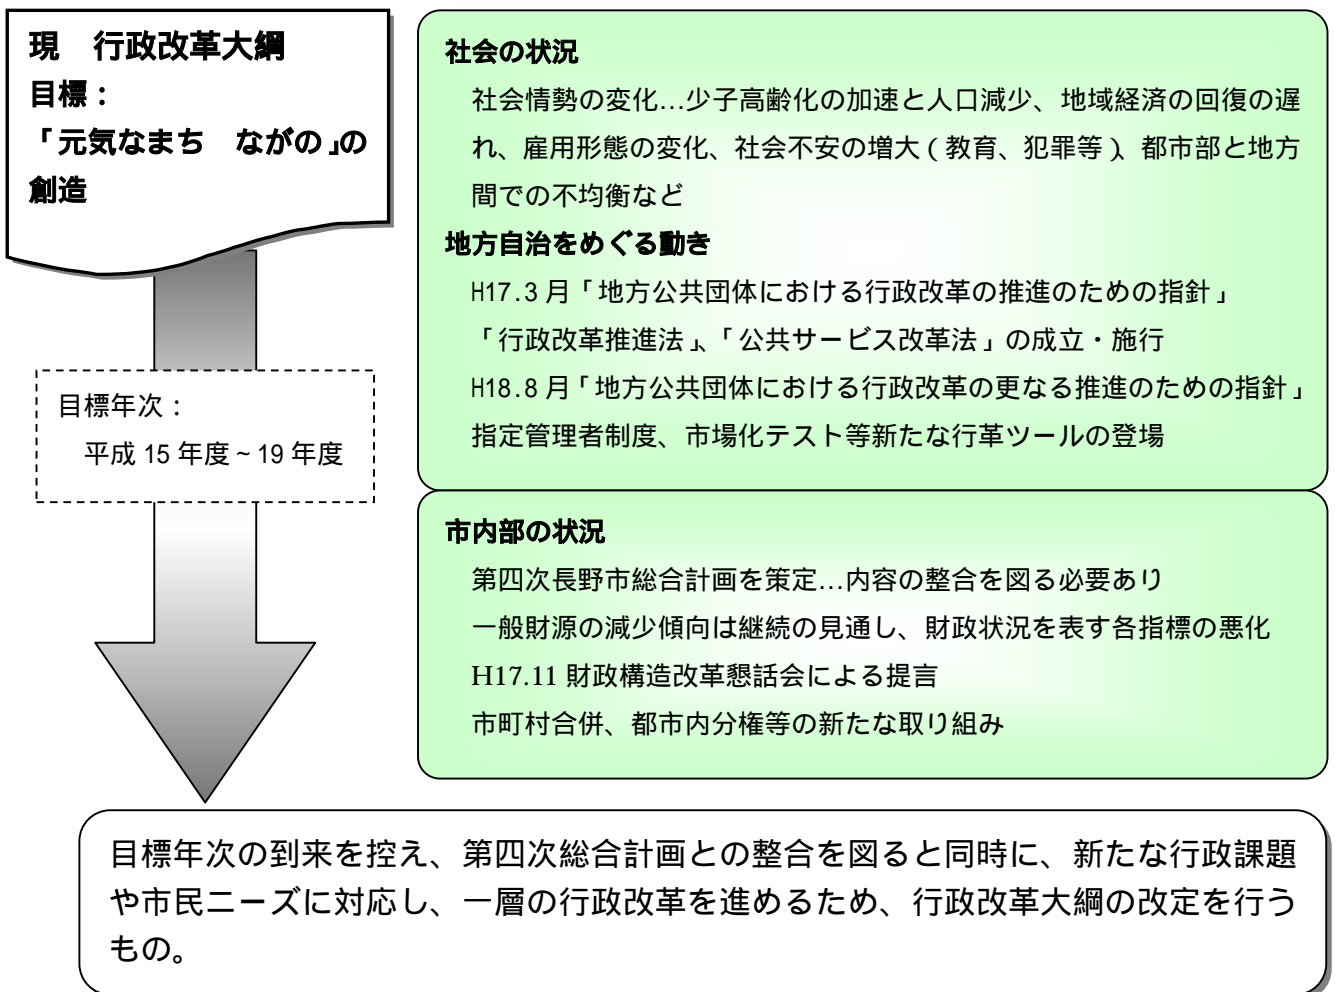 現　行政改革大綱
目標：
「元気なまち　ながの」の
創造
目標年次：
平成 15 年度～19 年度
社会の状況
社会情勢の変化…少子高齢化の加速と人口減少、地域経済の回復の遅
れ、雇用形態の変化、社会不安の増大（教育、犯罪等）、都市部と地方
間での不均衡など
地方自治をめぐる動き
H17.3 月「地方公共団体における行政改革の推進のための指針」
「行政改革推進法」、「公共サービス改革法」の成立・施行
H18.8 月「地方公共団体における行政改革の更なる推進のための指針」
指定管理者制度、市場化テスト等新たな行革ツールの登場
市内部の状況
第四次長野市総合計画を策定…内容の整合を図る必要あり
一般財源の減少傾向は継続の見通し、財政状況を表す各指標の悪化
H17.11 財政構造改革懇話会による提言
市町村合併、都市内分権等の新たな取り組み
目標年次の到来を控え、第四次総合計画との整合を図ると同時に、新たな行政課題
や市民ニーズに対応し、一層の行政改革を進めるため、行政改革大綱の改定を行う
もの。